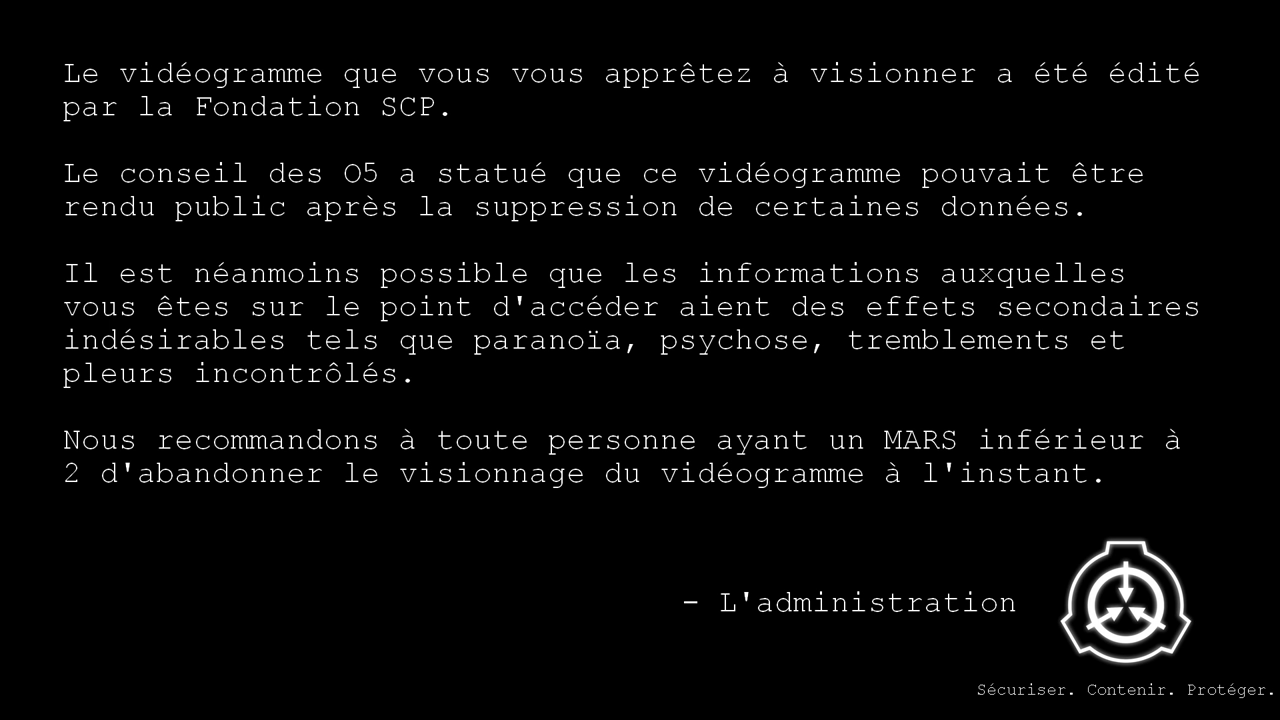 Le vidéogramme que vous vous apprêtez à visionner a été édité
par la Fondation SCP.
Le conseil des O5 a statué que ce vidéogramme pouvait être
rendu public après la suppression de certaines données.
Il est néanmoins possible que les informations auxquelles
vous êtes sur le point d'accéder aient des effets secondaires
indésirables tels que paranoïa, psychose, tremblements et
pleurs incontrôlés.
Nous recommandons à toute personne ayant un MARS inférieur à
2 d'abandonner le visionnage du vidéogramme à l'instant.
- L'administration
Sécuriser. Contenir. Protéger.